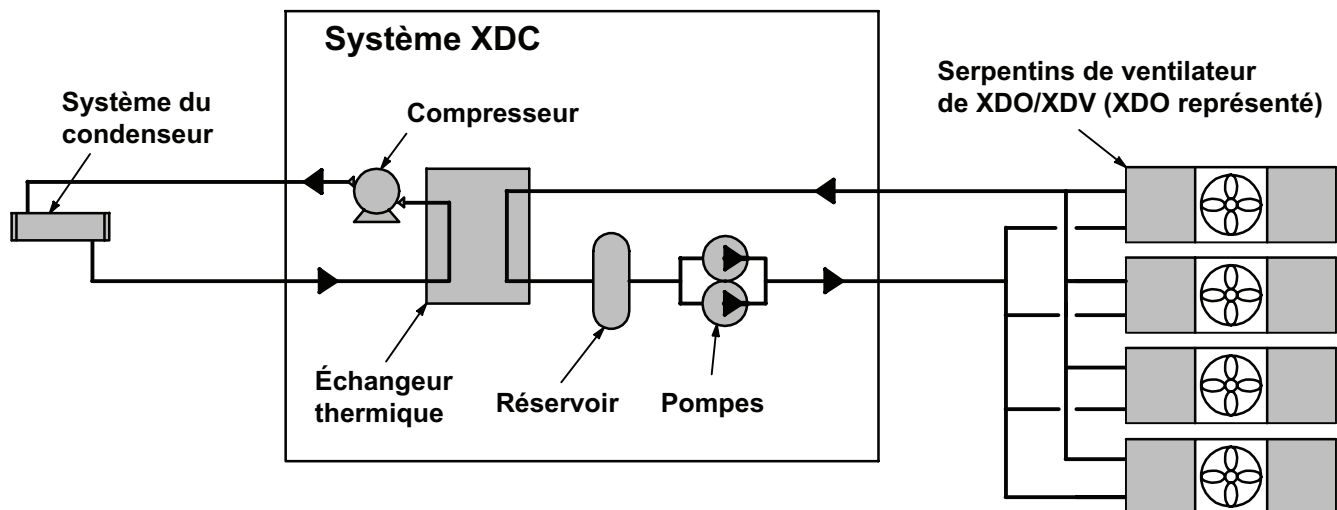 Système XDC
Système du
condenseur
Compresseur
Serpentins de ventilateur
de XDO/XDV (XDO représenté)
Échangeur
thermique
Réservoir
Pompes